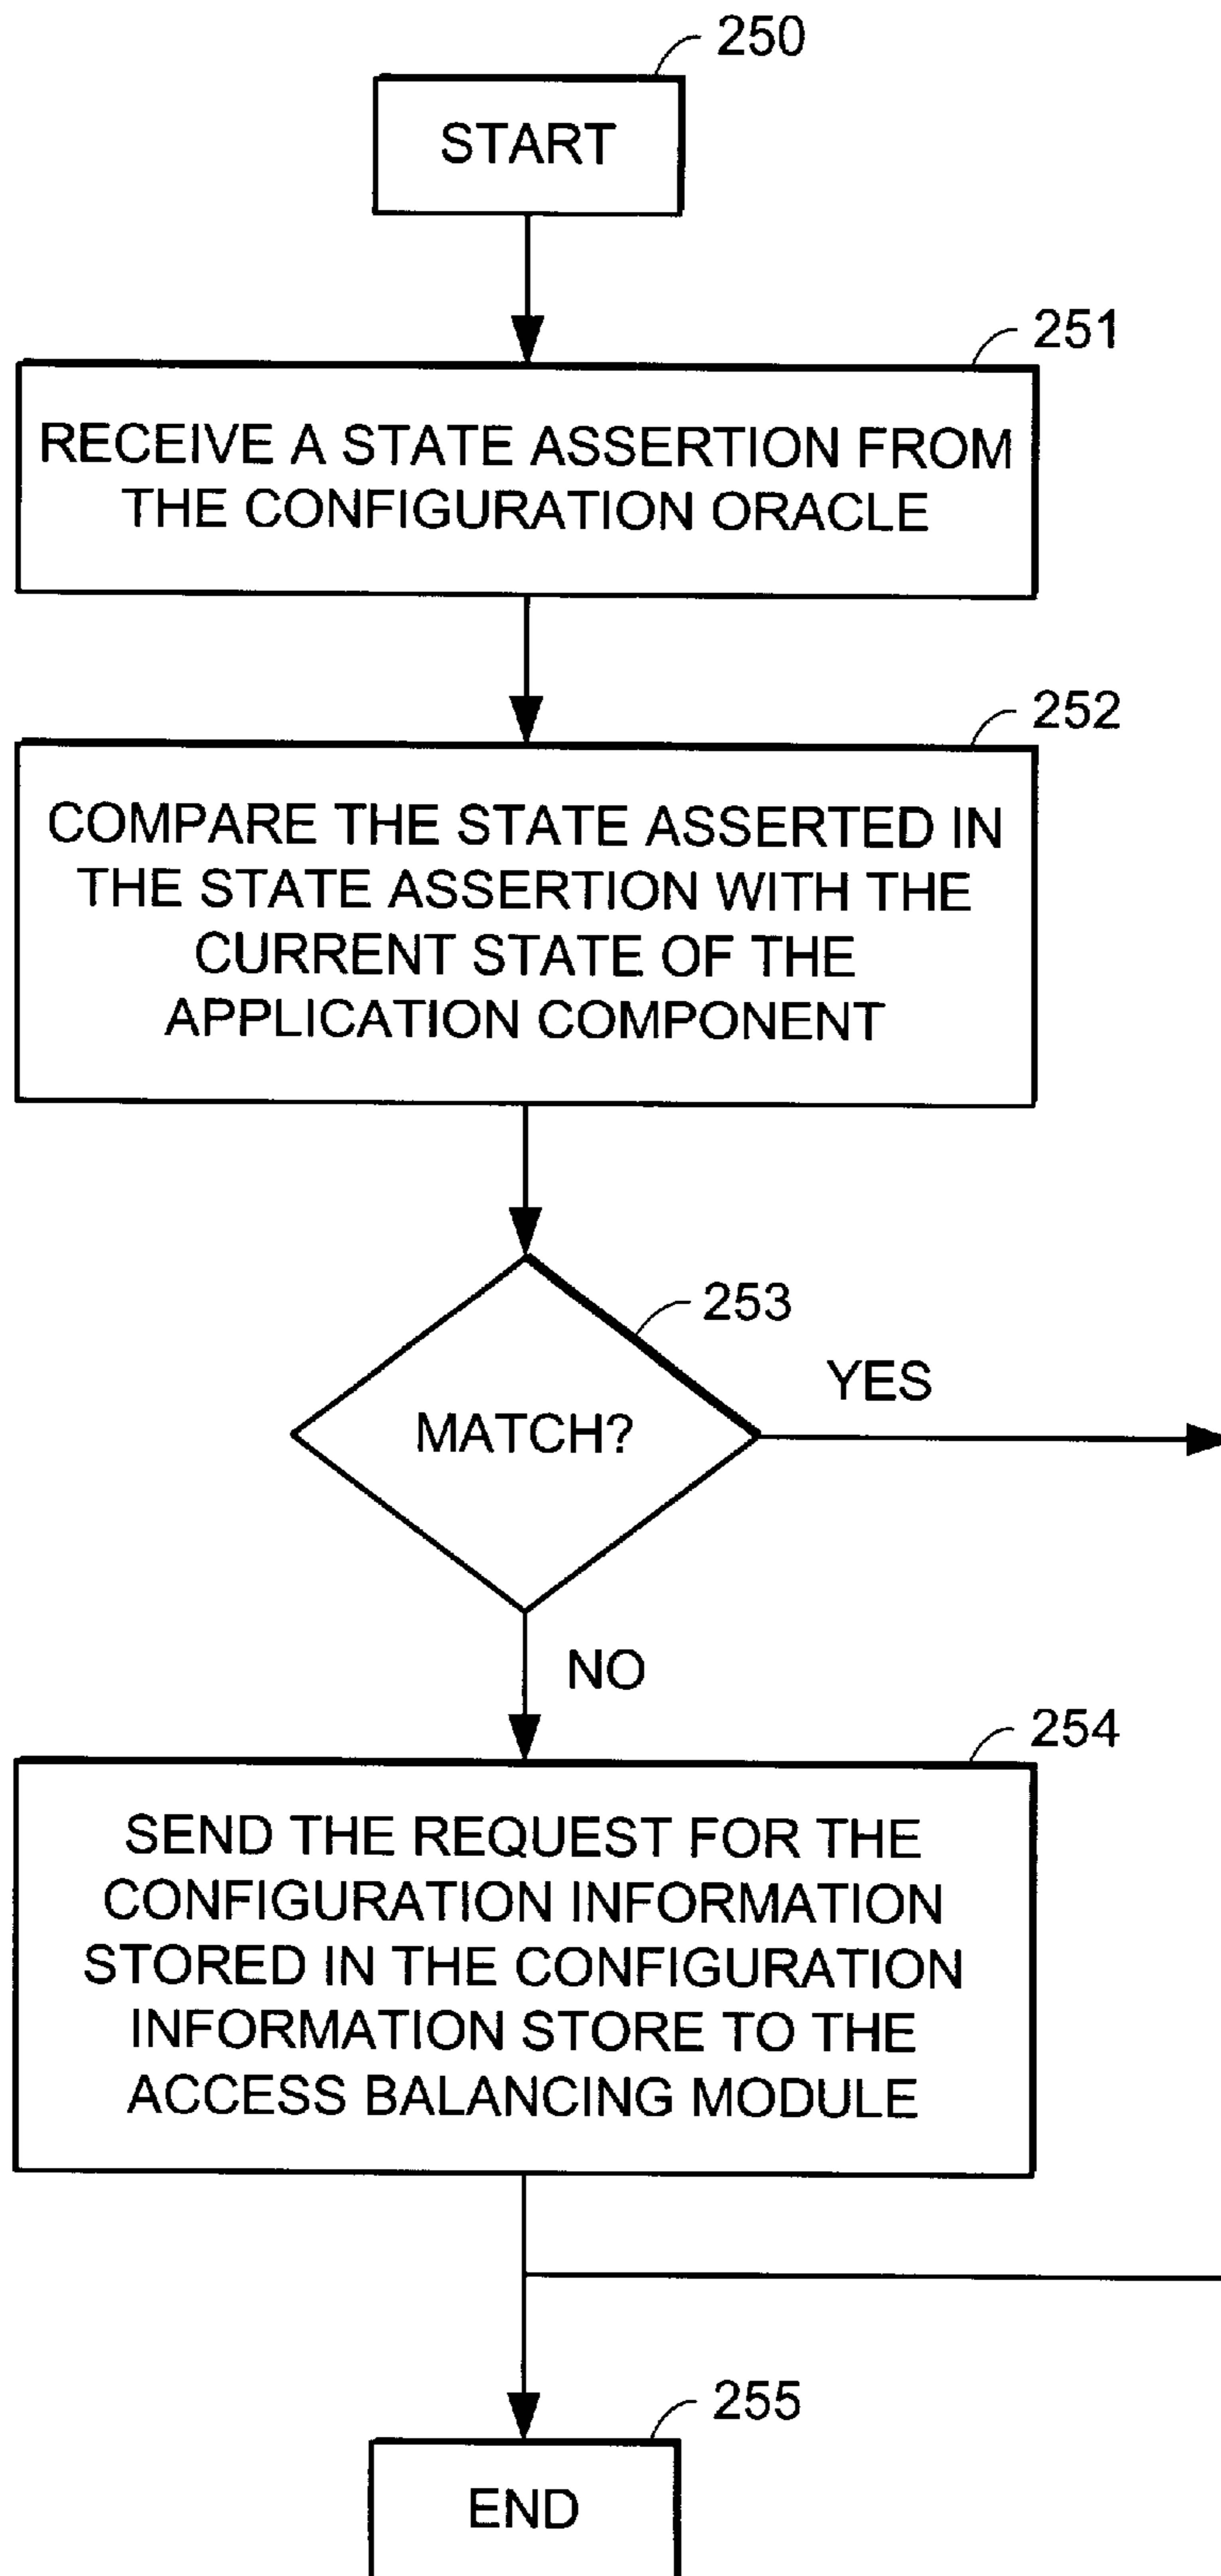 250
START
251
RECEIVE A STATE ASSERTION FROM
THE CONFIGURATION ORACLE
252
COMPARE THE STATE ASSERTED IN
THE STATE ASSERTION WITH THE
CURRENT STATE OF THE
APPLICATION COMPONENT
253
YES
MATCH?
NO
254
SEND THE REQUEST FOR THE
CONFIGURATION INFORMATION
STORED IN THE CONFIGURATION
INFORMATION STORE TO THE
ACCESS BALANCING MODULE
255
END